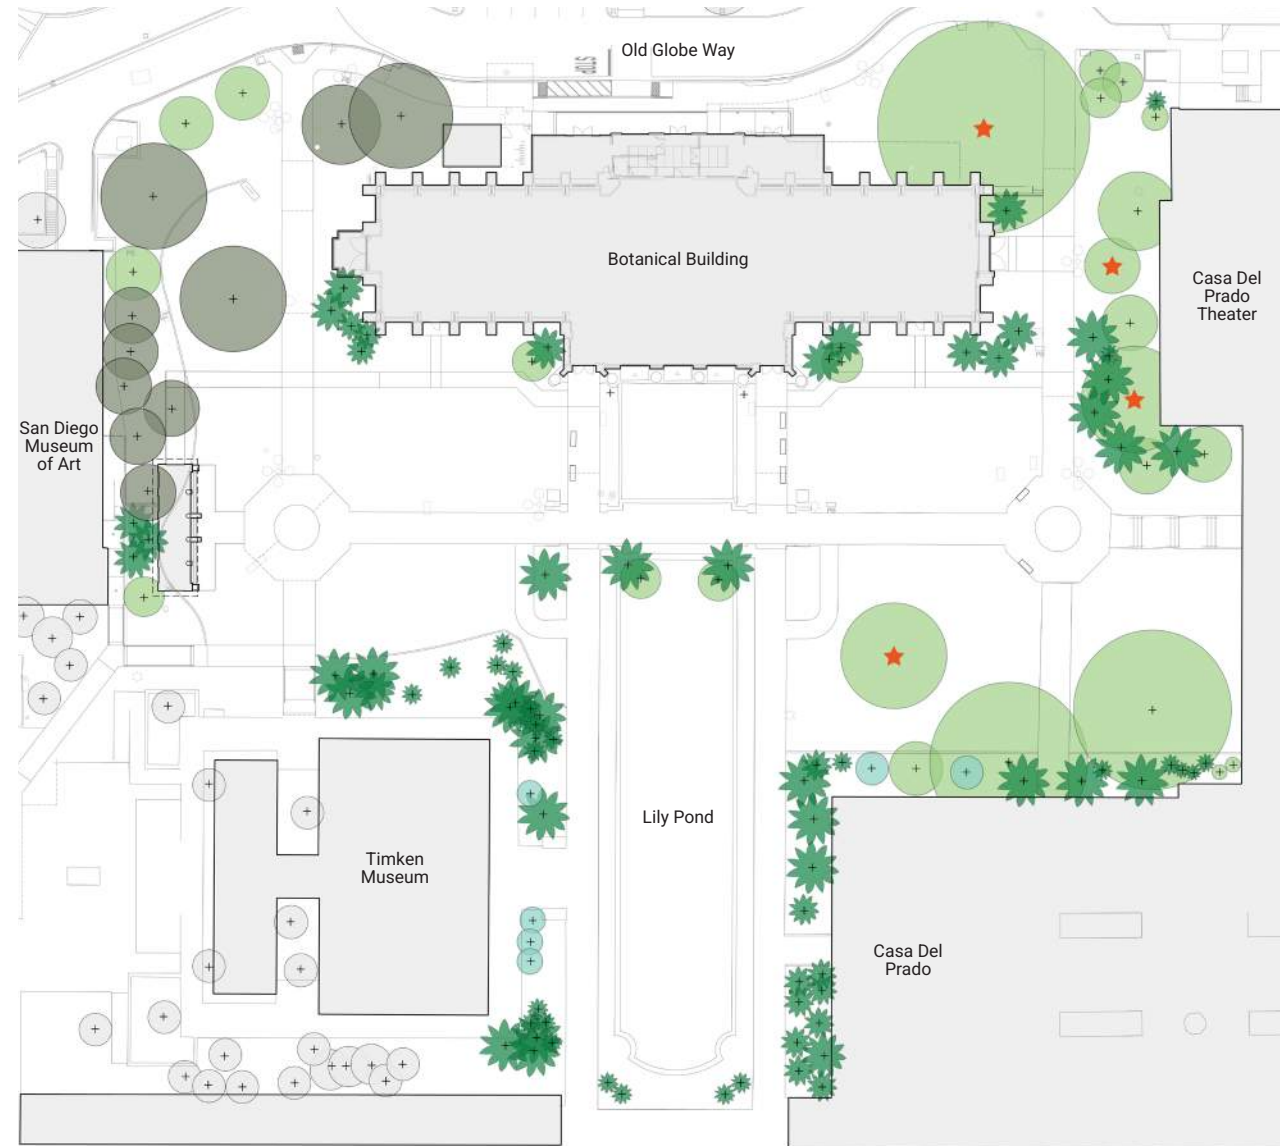 Old Globe Way
STOP
Botanical Building
Casa Del
Prado
Theater
San Diego
Museum
of Art
Lily Pond
Timken
Museum
Casa Del
Prado